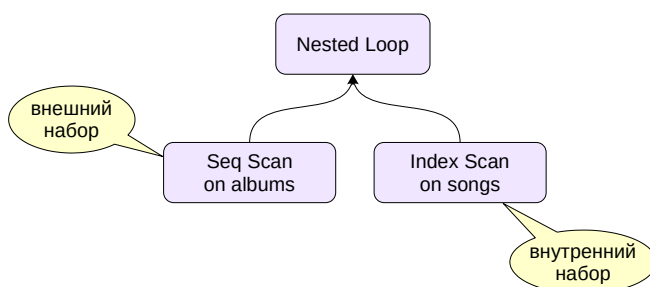 Nested Loop
внешний
набор
Seq Scan
on albums
Index Scan
on songs
внутренний
набор